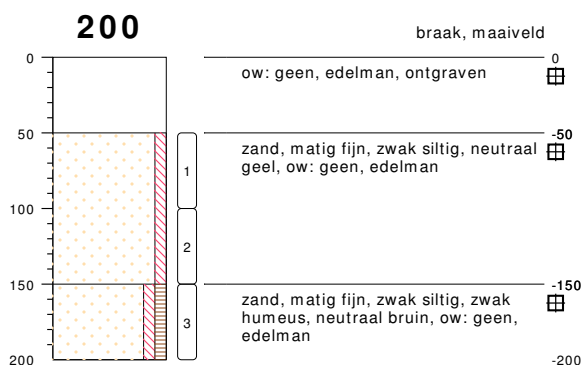 200
braak, maaiveld
0
0
ow: geen, edelman, ontgraven
50
-50
zand, matig fijn, zwak siltig, neutraal
geel, ow: geen, edelman
1
100
2
150
-150
zand, matig fijn, zwak siltig, zwak
humeus, neutraal bruin, ow: geen,
edelman
3
200
-200